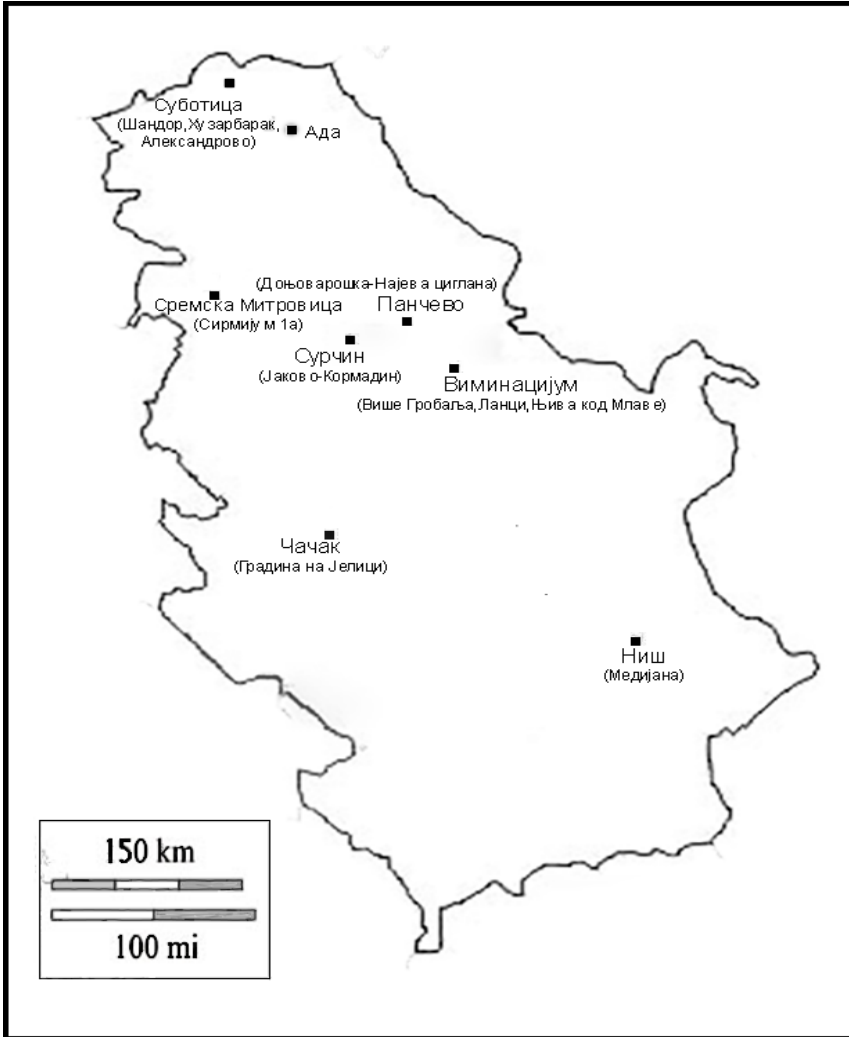 Суботица
(Шандор,Хузарбарак,
Александрово)
Ада
(Доњоварошка-Најева циглана)
Панчево
Сремска Митровица
(Сирмијум 1а)
Сурчин
(Јаково-Кормадин)
Виминацијум
(Више Гробаља,Ланци,Њива код Млаве)
Чачак
(Градина на Јелици)
Ниш
(Медијана)
150 km
100 mi